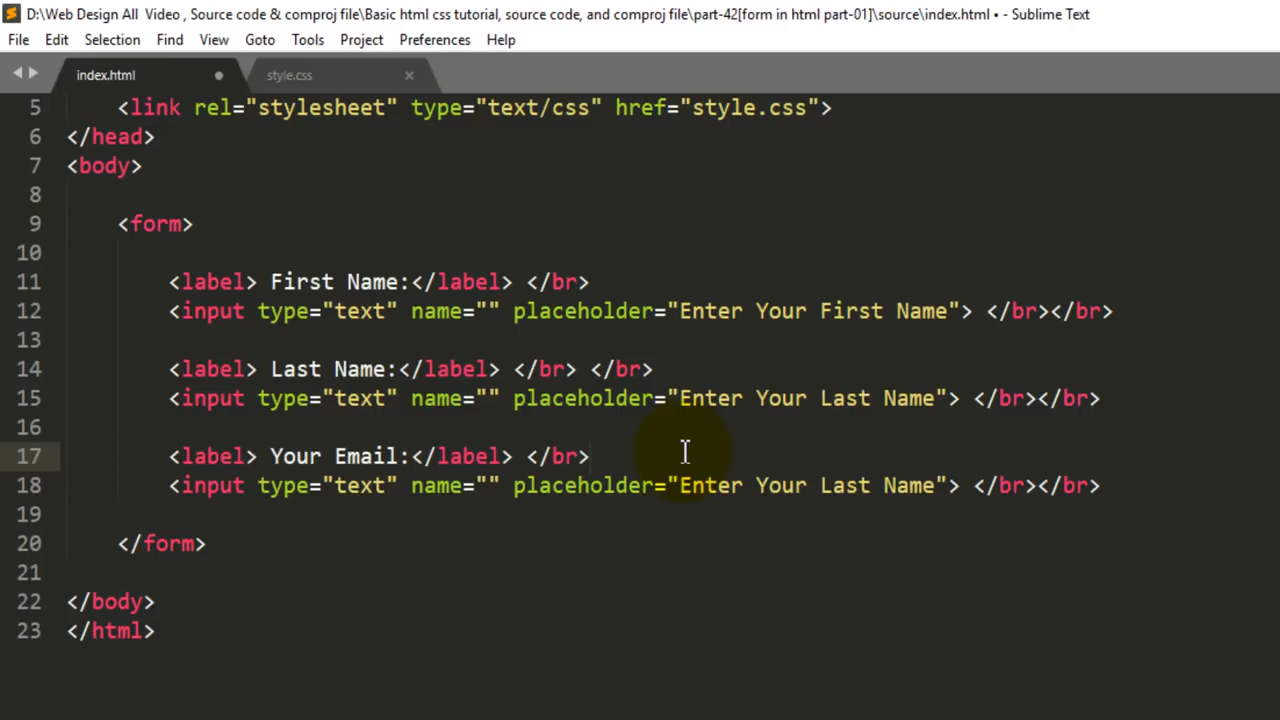 D:\Web Design All  Video , Source code & comproj file\Basic html css tutorial, source code, and comproj file\part-42[form in html part-01]\source\index.html • - Sublime Text
File Edit Selection Find View Goto Tools Project Preferences Help
index.html style.css
5 <link rel="stylesheet" type="text/css" href="style.css">
6 </head>
7 <body>
8
9 <form>
10
11 <label> First Name:</label> </br>
12 <input type="text" name="" placeholder="Enter Your First Name"> </br></br>
13
14 <label> Last Name:</label> </br> </br>
15 <input type="text" name="" placeholder="Enter Your Last Name"> </br></br>
16
17 <label> Your Email:</label> </br>
18 <input type="text" name="" placeholder="Enter Your Last Name"> </br></br>
19
20 </form>
21
22 </body>
23 </html>